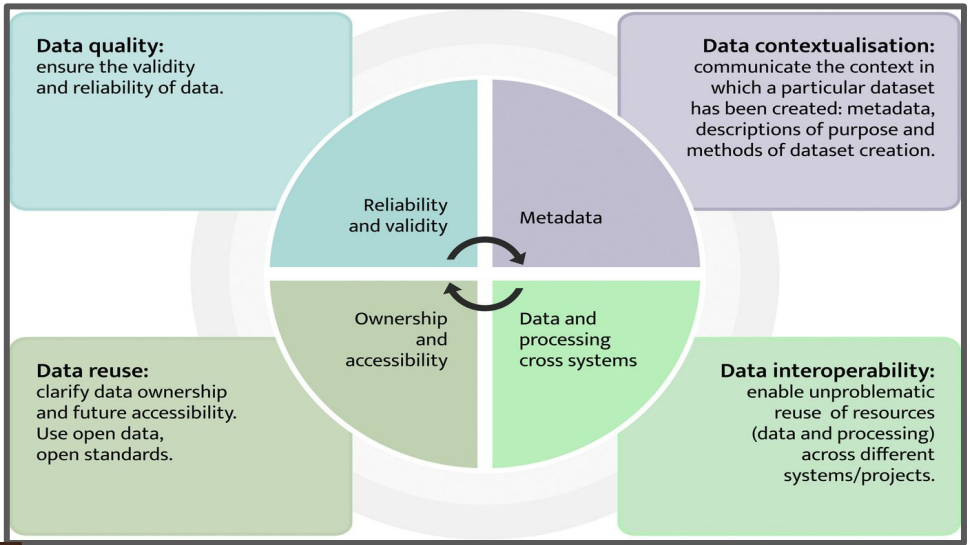 Data quality:
ensure the validity
and reliability of data.
Data contextualisation:
communicate the context in
which a particular dataset
has been created: metadata,
descriptions of purpose and
methods of dataset creation.
Reliability
and validity
Metadata
Ownership
and
accessibility
Data and
processing
cross systems
Data reuse:
clarify data ownership
and future accessibility.
Use open data,
open standards.
Data interoperability:
enable unproblematic
reuse of resources
(data and processing)
across different
systems/projects.